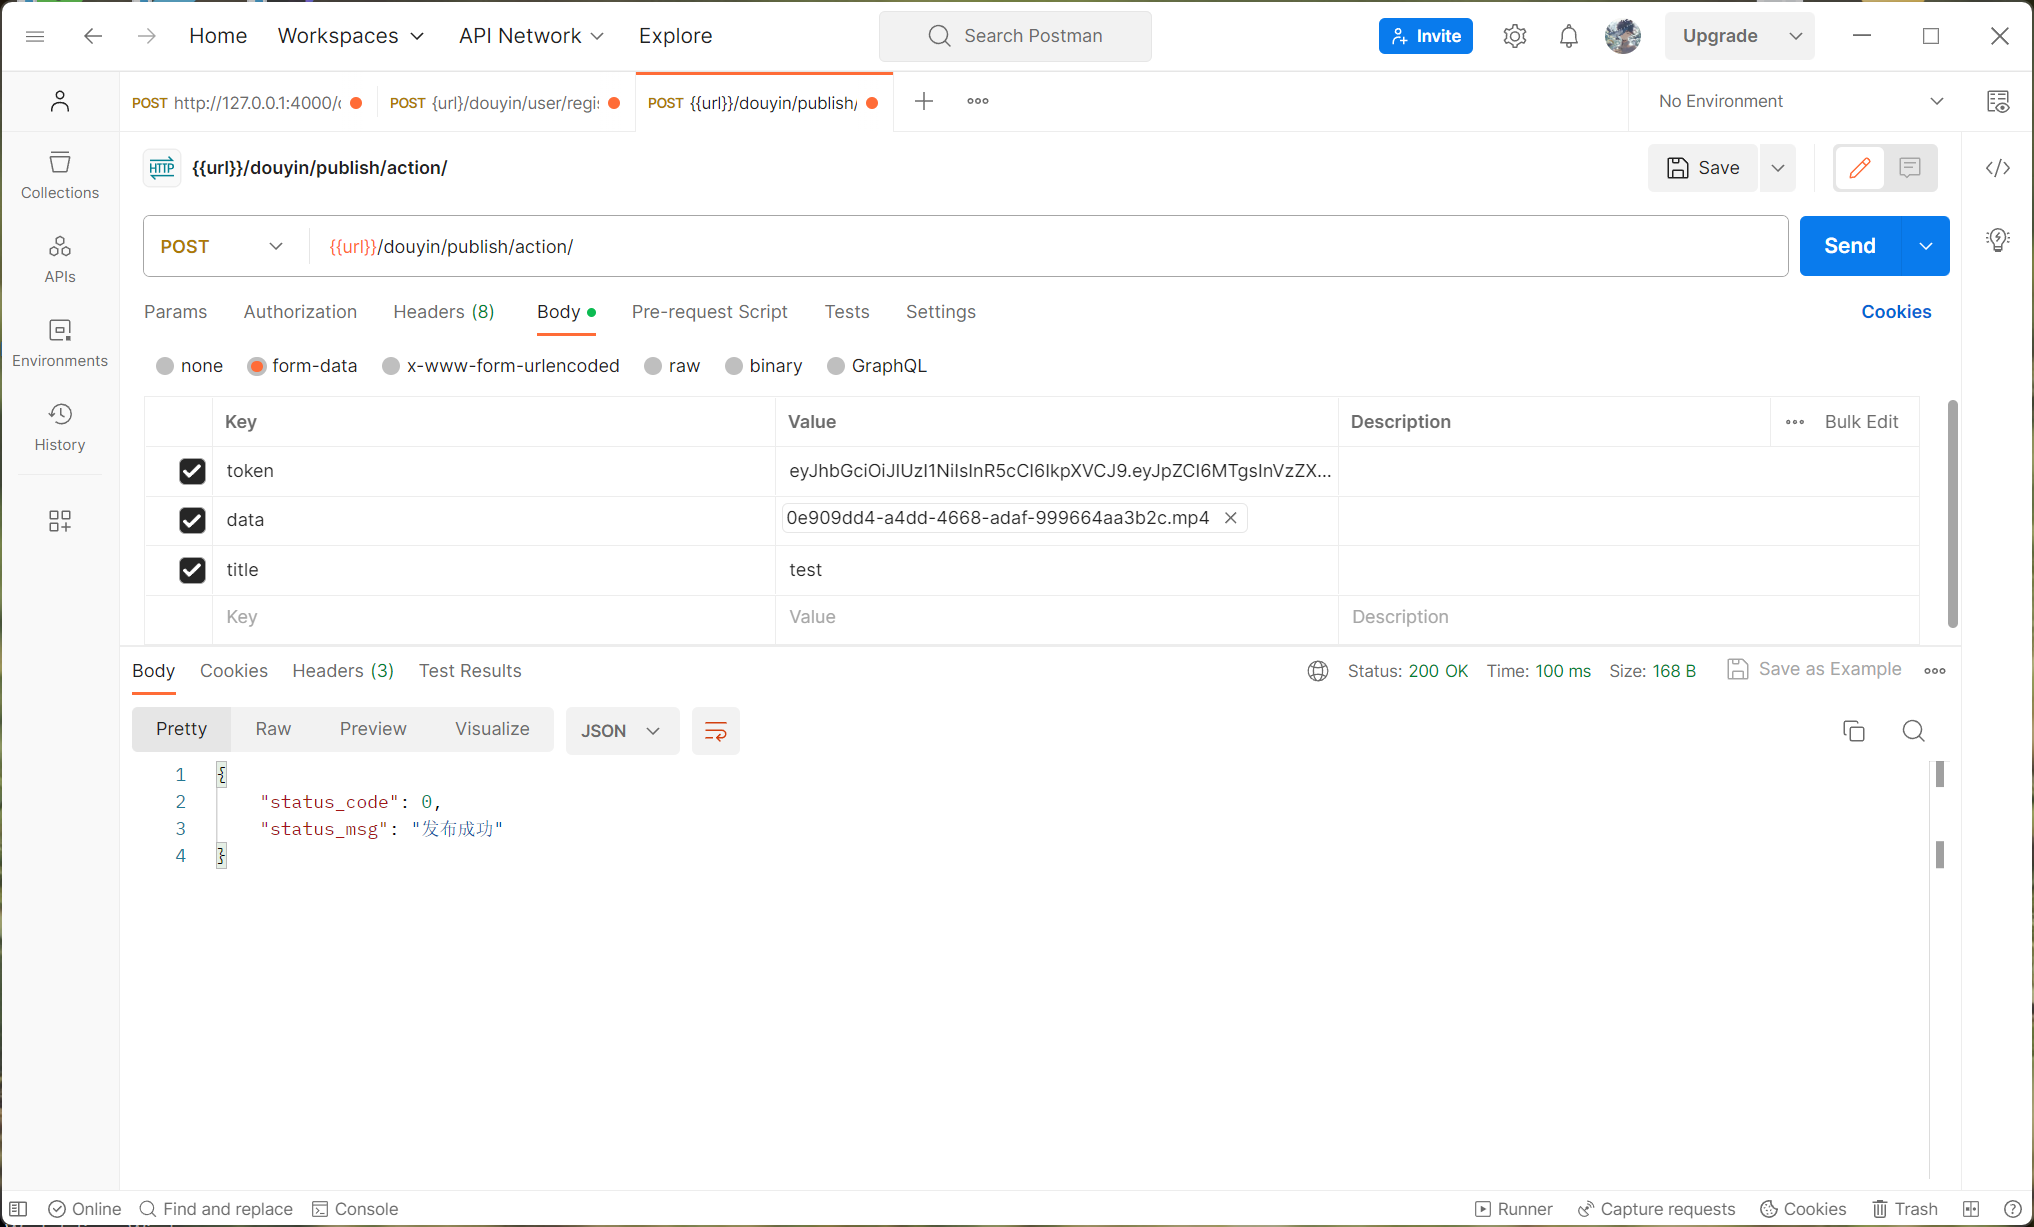 Home Workspaces API Network Explore Search Postman Invite Upgrade
POST http://127.0.0.1:4000/ POST {url}/douyin/user/regi: POST {{url}}/douyin/publish/ No Environment
HTTP {{url}}/douyin/publish/action/ Save
Collections
POST {{url}}/douyin/publish/action/ Send
APIs
Params Authorization Headers (8) Body Pre-request Script Tests Settings Cookies
Environments
none form-data x-www-form-urlencoded raw binary GraphQL
History
Key Value Description Bulk Edit
token eyJhbGciOiJIUzI1NiIsInR5cCI6IkpXVCJ9.eyJpZCI6MTgsInVzZX...
data 0e909dd4-a4dd-4668-adaf-999664aa3b2c.mp4
title test
Key Value Description
Body Cookies Headers (3) Test Results Status: 200 OK Time: 100 ms Size: 168 B Save as Example
Pretty Raw Preview Visualize JSON
1 {
2 "status_code": 0,
3 "status_msg": "发布成功"
4 }
Online Find and replace Console Runner Capture requests Cookies Trash